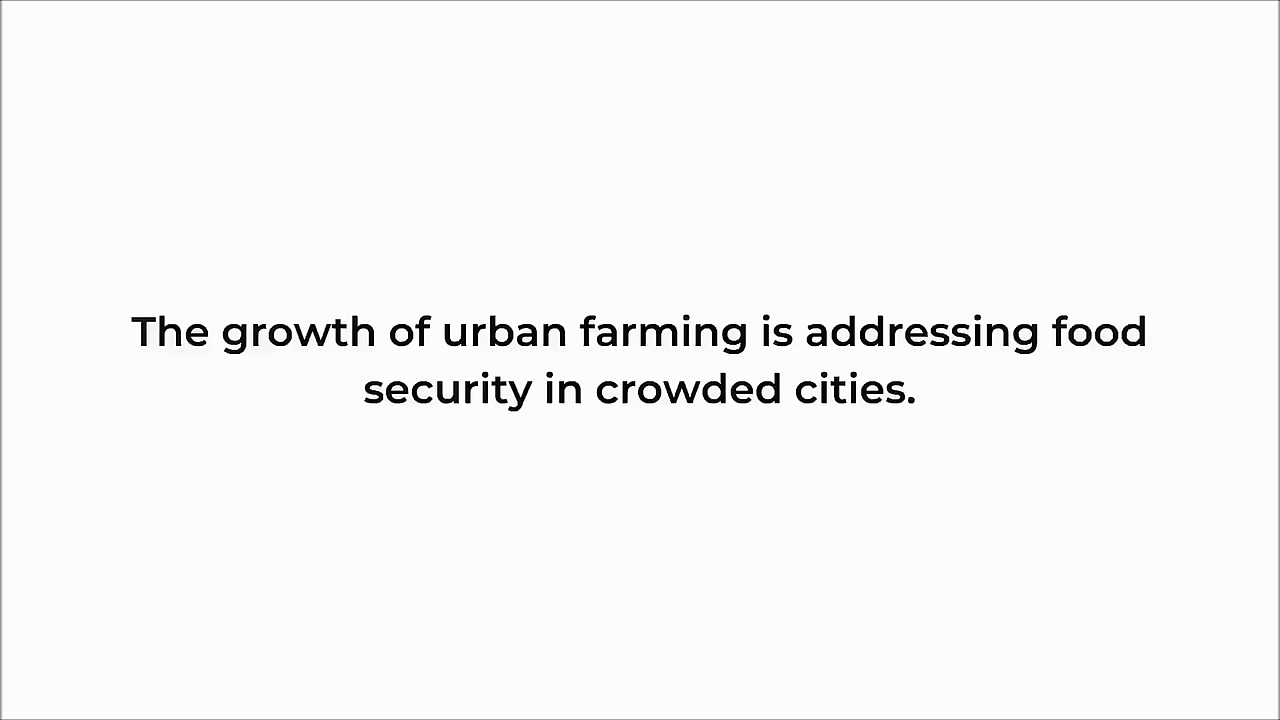 The growth of urban farming is addressing food
security in crowded cities.